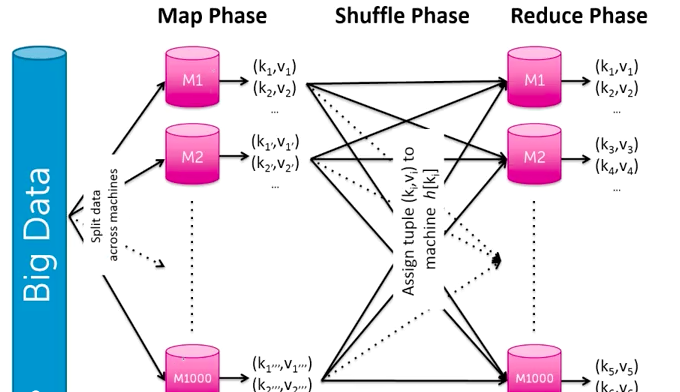 Map Phase
Shuffle Phase
Reduce Phase
Big Data
Split data
across machines
M1
(k₁,v₁)
(k₂,v₂)
...
M2
(k₁',v₁')
(k₂',v₂')
...
M1000
(k₁''',v₁''')
(k₂''',v₂''')
Assign tuple (kᵢ,vᵢ) to
machine h[kᵢ]
M1
(k₁,v₁)
(k₂,v₂)
...
M2
(k₃,v₃)
(k₄,v₄)
...
M1000
(k₅,v₅)